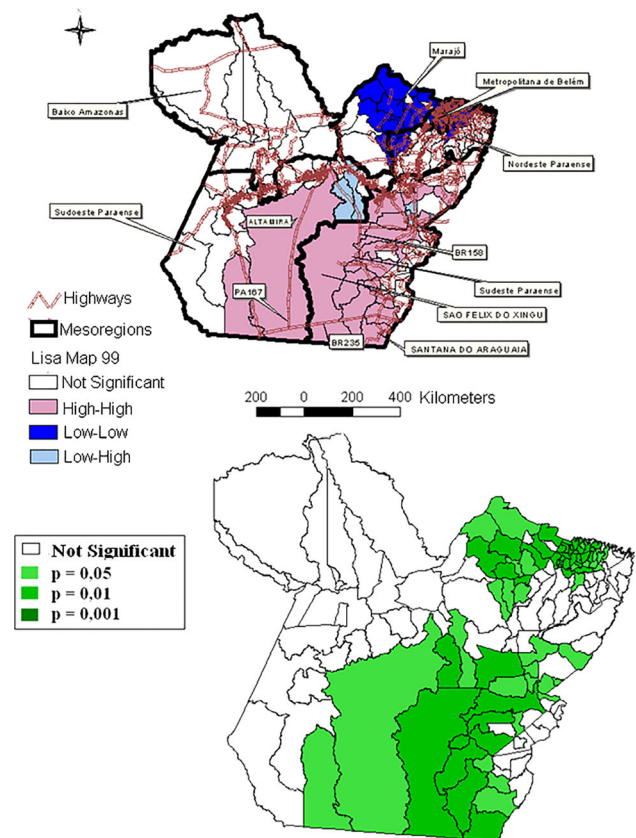 Marajó
Metropolitana de Belém
Baixo Amazonas
Nordeste Paraense
Sudoeste Paraense
ALTAMIRA
BR158
Sudeste Paraense
PA167
SAO FELIX DO XINGU
BR235
SANTANA DO ARAGUAIA
Highways
Mesoregions
Lisa Map 99
Not Significant
High-High
Low-Low
Low-High
200 0 200 400 Kilometers
Not Significant
p = 0,05
p = 0,01
p = 0,001